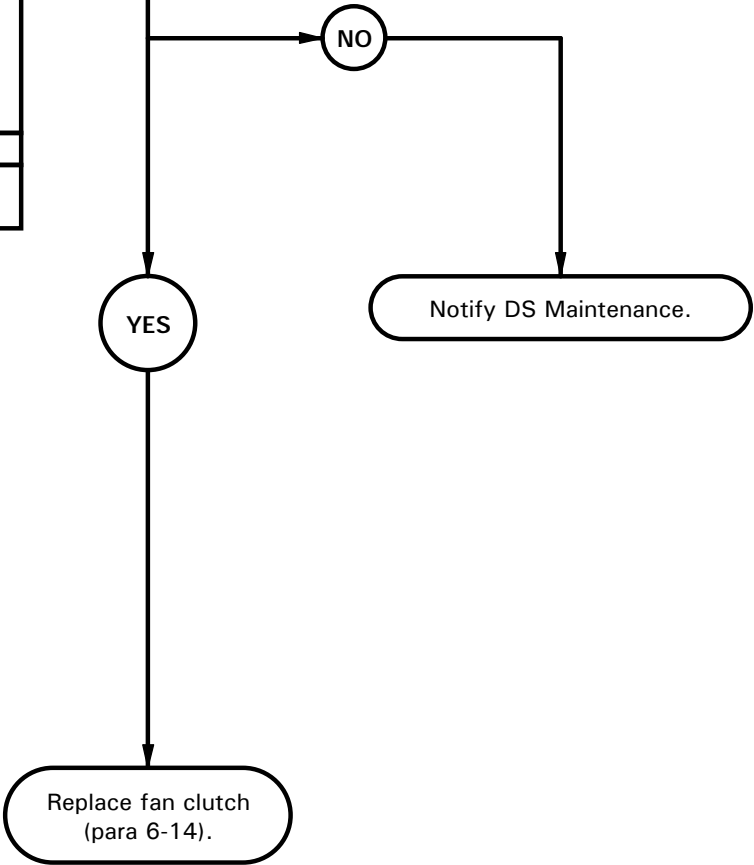 NO
YES
Notify DS Maintenance.
Replace fan clutch
(para 6-14).